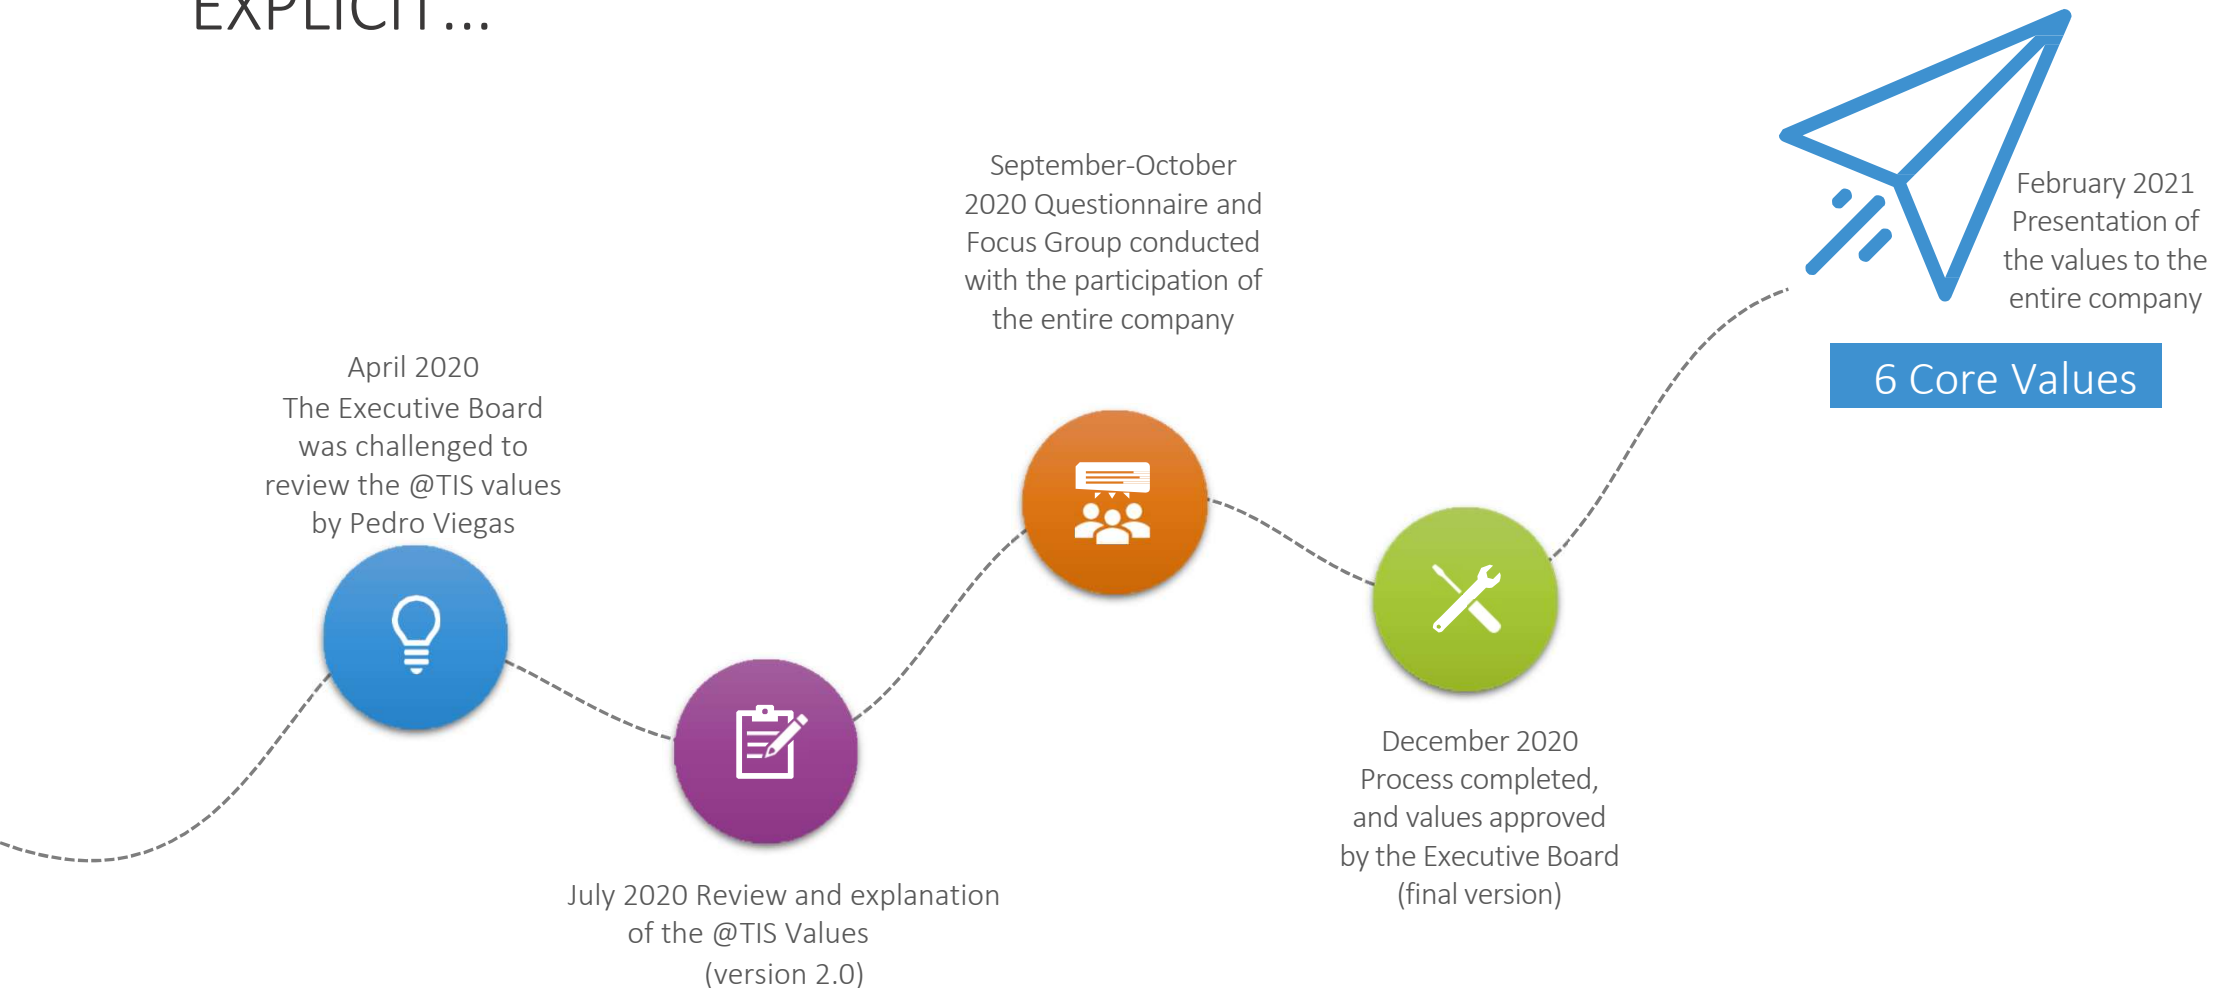 EXPLICIT...
April 2020
The Executive Board
was challenged to
review the @TIS values
by Pedro Viegas
July 2020 Review and explanation
of the @TIS Values
(version 2.0)
September-October
2020 Questionnaire and
Focus Group conducted
with the participation of
the entire company
December 2020
Process completed,
and values approved
by the Executive Board
(final version)
February 2021
Presentation of
the values to the
entire company
6 Core Values